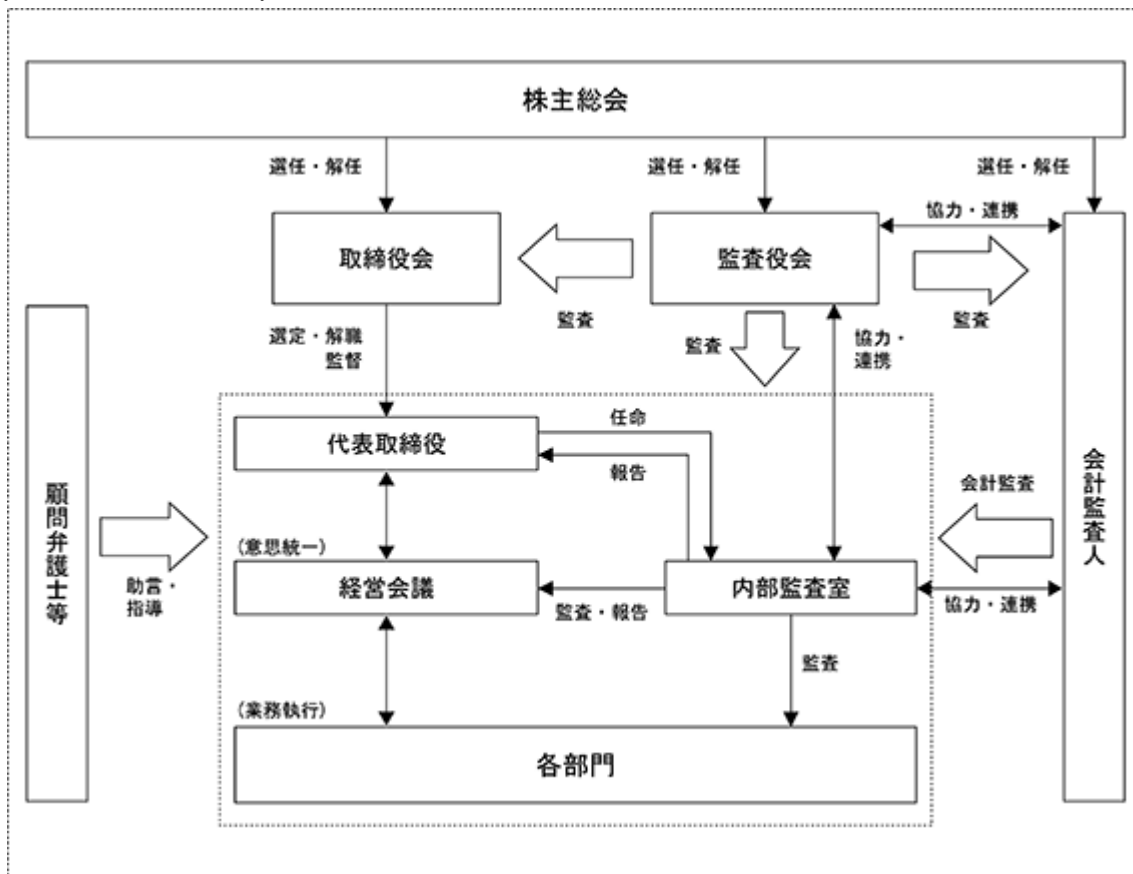 株主総会
選任・解任
選任・解任
選任・解任
協力・連携
取締役会
監査役会
監査
監査
選定・解職
監督
監査
協力・
連携
代表取締役
任命
報告
会計監査
会計監査人
顧問弁護士等
助言・
指導
(意思統一)
経営会議
監査・報告
内部監査室
協力・連携
監査
(業務執行)
各部門